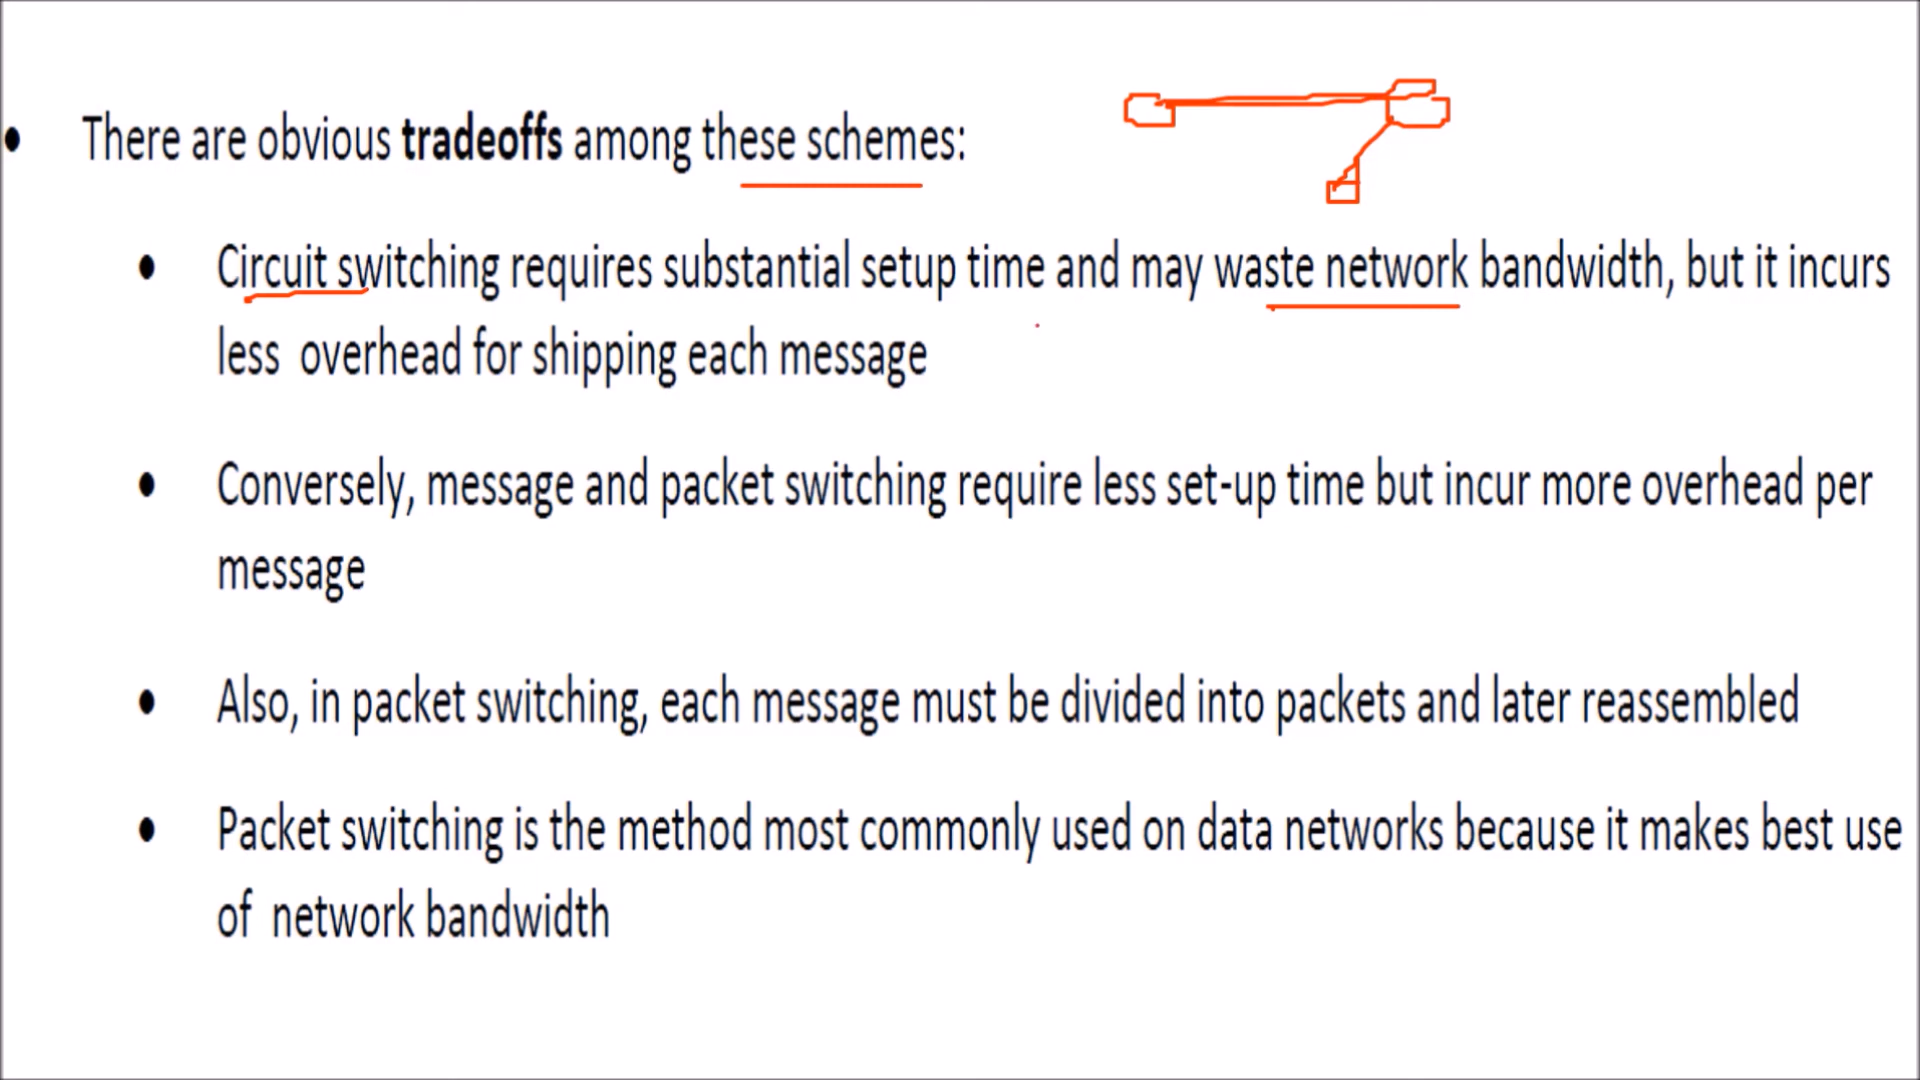 • There are obvious tradeoffs among these schemes:
• Circuit switching requires substantial setup time and may waste network bandwidth, but it incurs
less overhead for shipping each message
• Conversely, message and packet switching require less set-up time but incur more overhead per
message
• Also, in packet switching, each message must be divided into packets and later reassembled
• Packet switching is the method most commonly used on data networks because it makes best use
of network bandwidth